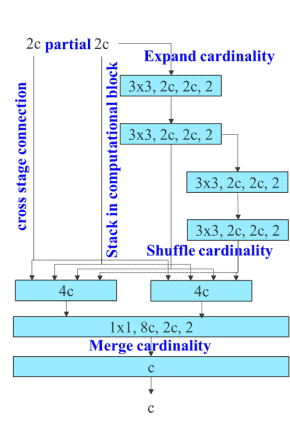 2c partial 2c
Expand cardinality
3x3, 2c, 2c, 2
3x3, 2c, 2c, 2
cross stage connection
Stack in computational block
3x3, 2c, 2c, 2
3x3, 2c, 2c, 2
Shuffle cardinality
4c
4c
1x1, 8c, 2c, 2
Merge cardinality
c
c